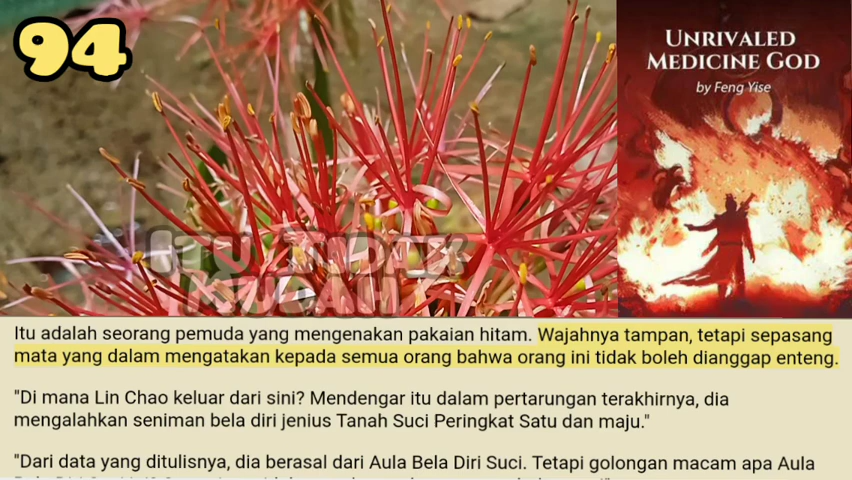 94
UNRIVALED
MEDICINE GOD
by Feng Yise
ITU TIDAK
MUDAH
Itu adalah seorang pemuda yang mengenakan pakaian hitam. Wajahnya tampan, tetapi sepasang
mata yang dalam mengatakan kepada semua orang bahwa orang ini tidak boleh dianggap enteng.
"Di mana Lin Chao keluar dari sini? Mendengar itu dalam pertarungan terakhirnya, dia
mengalahkan seniman bela diri jenius Tanah Suci Peringkat Satu dan maju."
"Dari data yang ditulisnya, dia berasal dari Aula Bela Diri Suci. Tetapi golongan macam apa Aula